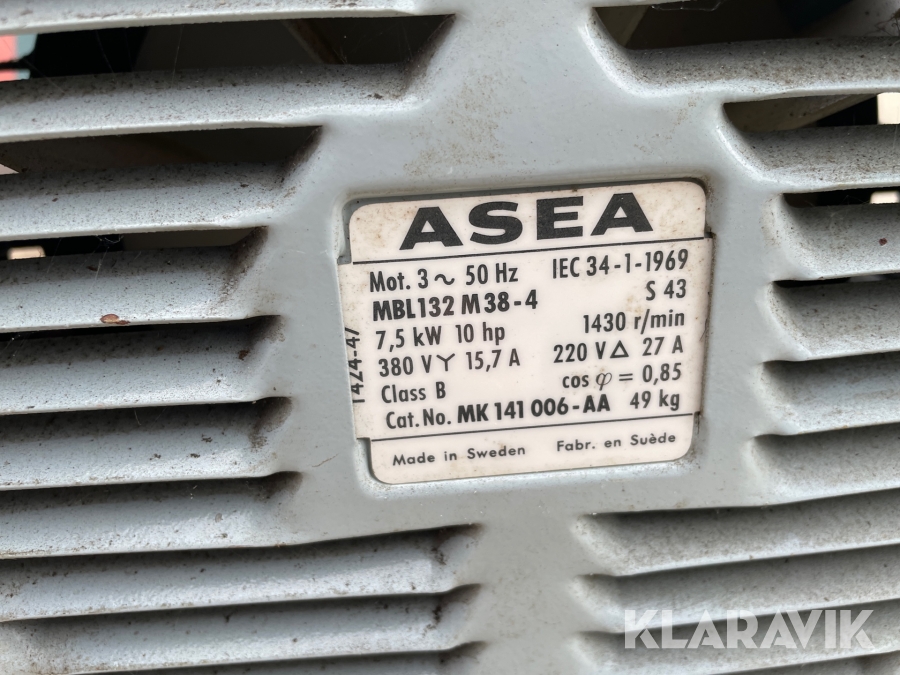 ASEA
Mot. 3 ~ 50 Hz IEC 34-1-1969
MBL132 M38-4 S 43
7,5 kW 10 hp 1430 r/min
380 V Y 15,7 A 220 V Δ 27 A
Class B cos φ = 0,85
Cat. No. MK 141 006-AA 49 kg
Made in Sweden Fabr. en Suède
KLARAVIK